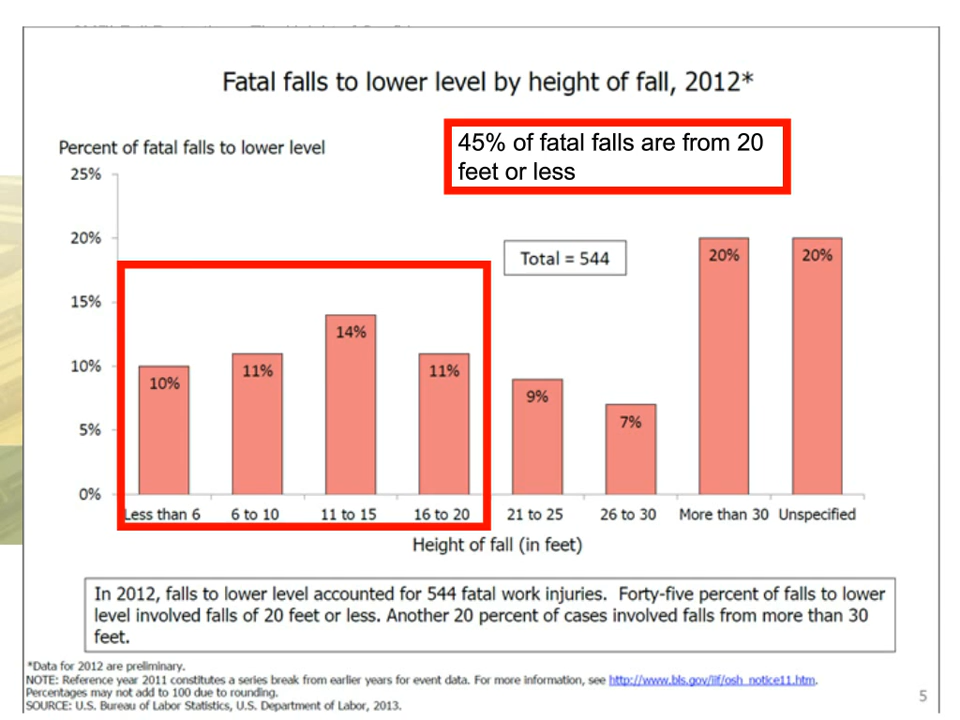 Fatal falls to lower level by height of fall, 2012*
45% of fatal falls are from 20
feet or less
Percent of fatal falls to lower level
25%
20%
15%
10%
5%
0%
Total = 544
10%
11%
14%
11%
9%
7%
20%
20%
Less than 6
6 to 10
11 to 15
16 to 20
21 to 25
26 to 30
More than 30
Unspecified
Height of fall (in feet)
In 2012, falls to lower level accounted for 544 fatal work injuries. Forty-five percent of falls to lower
level involved falls of 20 feet or less. Another 20 percent of cases involved falls from more than 30
feet.
*Data for 2012 are preliminary.
NOTE: Reference year 2011 constitutes a series break from earlier years for event data. For more information, see http://www.bls.gov/iif/osh_notice11.htm.
Percentages may not add to 100 due to rounding.
SOURCE: U.S. Bureau of Labor Statistics, U.S. Department of Labor, 2013.
5